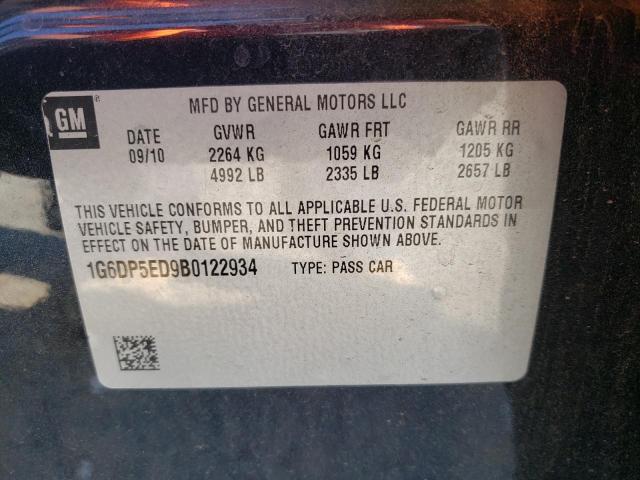 GM ®
MFD BY GENERAL MOTORS LLC
DATE GVWR GAWR FRT GAWR RR
09/10 2264 KG 1059 KG 1205 KG
4992 LB 2335 LB 2657 LB
THIS VEHICLE CONFORMS TO ALL APPLICABLE U.S. FEDERAL MOTOR
VEHICLE SAFETY, BUMPER, AND THEFT PREVENTION STANDARDS IN
EFFECT ON THE DATE OF MANUFACTURE SHOWN ABOVE.
1G6DP5ED9B0122934 TYPE: PASS CAR